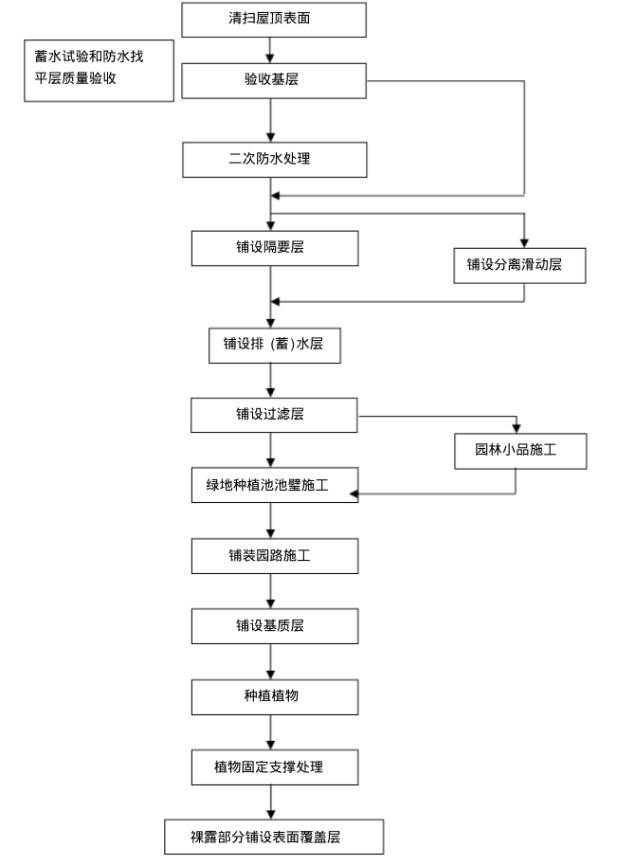 清扫屋顶表面
蓄水试验和防水找
平层质量验收
验收基层
二次防水处理
铺设隔要层
铺设分离滑动层
铺设排 (蓄)水层
铺设过滤层
园林小品施工
绿地种植池池璧施工
铺装园路施工
铺设基质层
种植植物
植物固定支撑处理
裸露部分铺设表面覆盖层